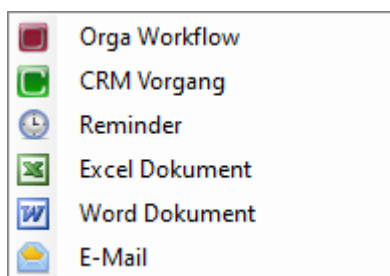 Orga Workflow
CRM Vorgang
Reminder
Excel Dokument
Word Dokument
E-Mail